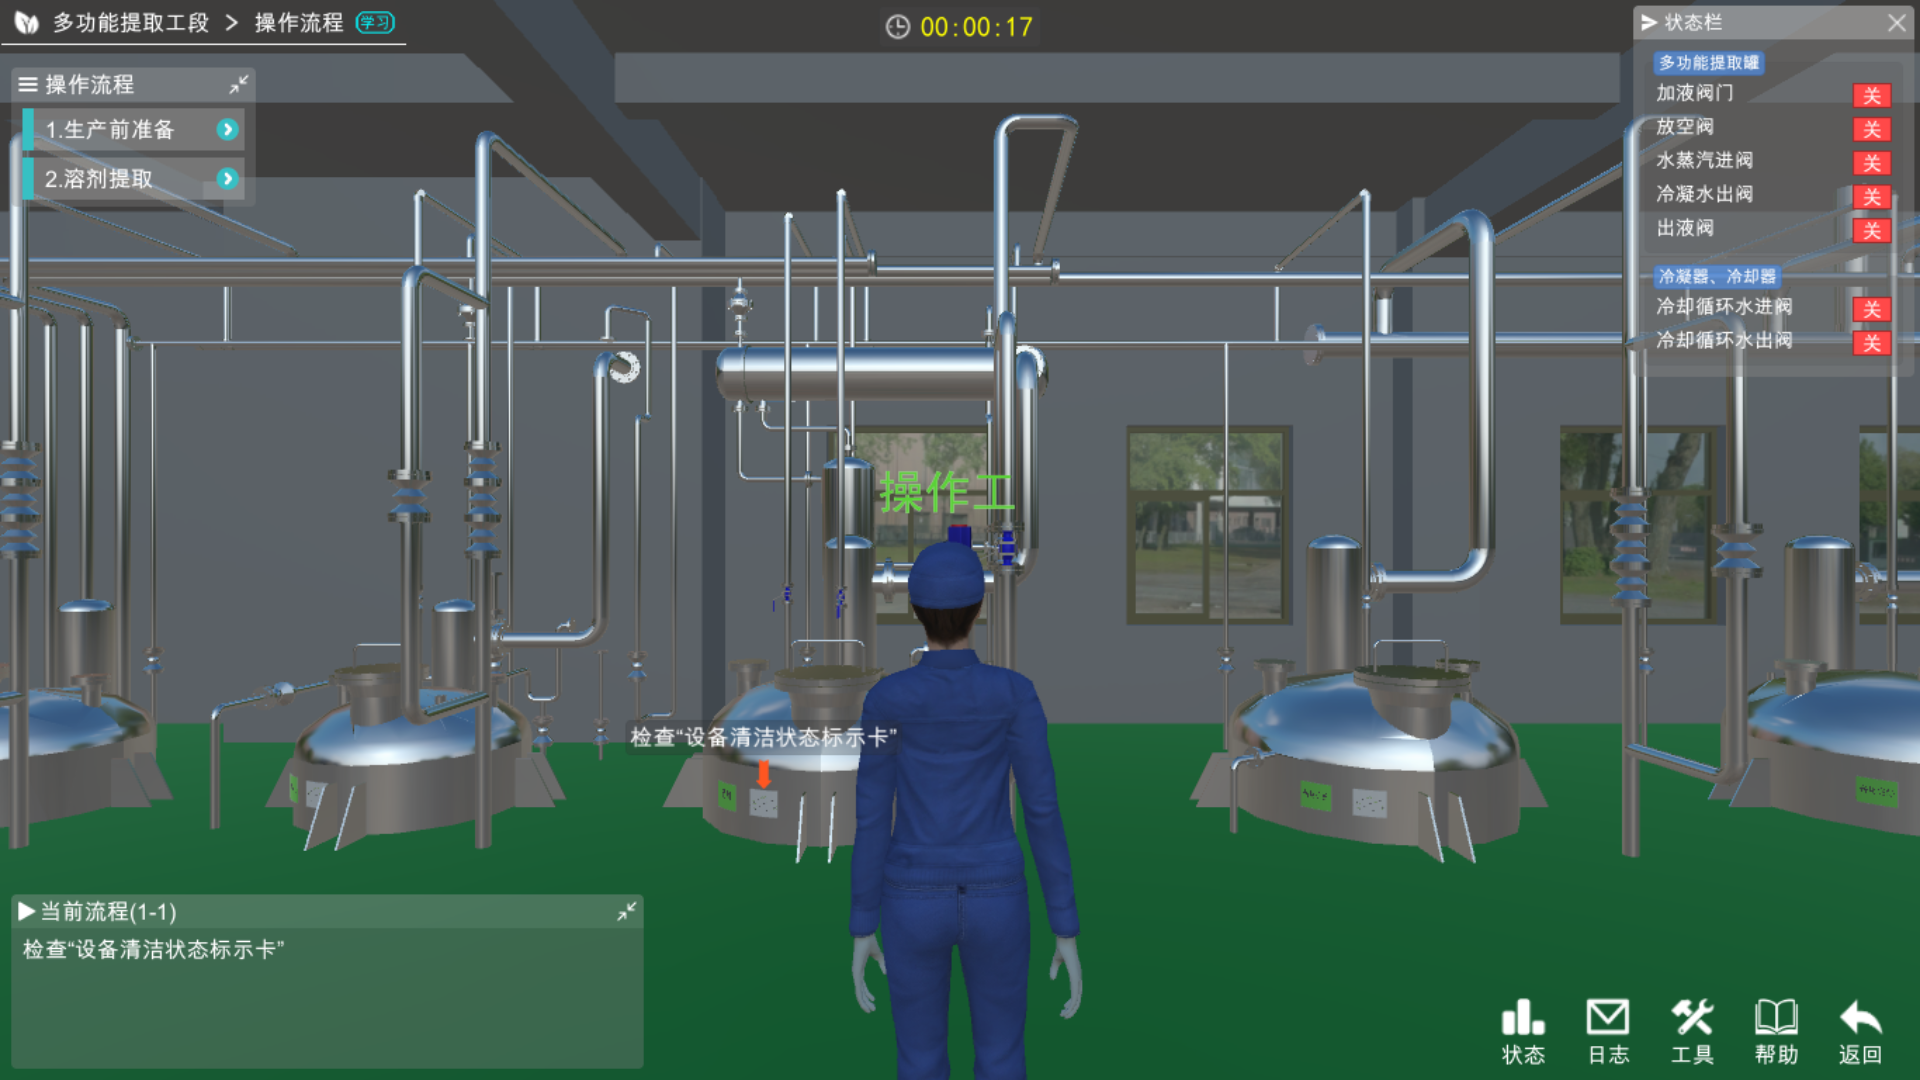 多功能提取工段 > 操作流程 学习
00:00:17
操作流程
1.生产前准备
2.溶剂提取
状态栏
多功能提取罐
加液阀门 关
放空阀 关
水蒸汽进阀 关
冷凝水出阀 关
出液阀 关
冷凝器、冷却器
冷却循环水进阀 关
冷却循环水出阀 关
操作工
检查“设备清洁状态标示卡”
当前流程(1-1)
检查“设备清洁状态标示卡”
状态 日志 工具 帮助 返回